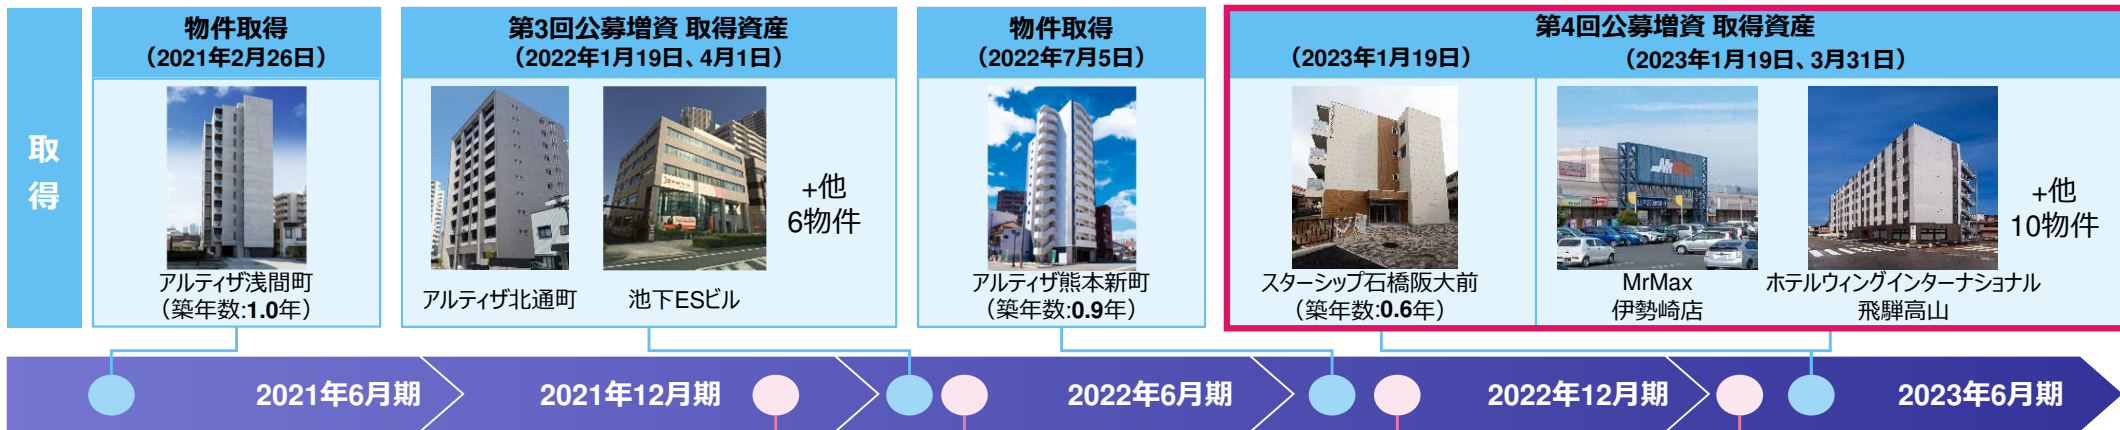 取得
物件取得
（2021年2月26日）
アルティザ浅間町
（築年数:1.0年）
第3回公募増資 取得資産
（2022年1月19日、4月1日）
アルティザ北通町
池下ESビル
+他
6物件
物件取得
（2022年7月5日）
アルティザ熊本新町
（築年数:0.9年）
第4回公募増資 取得資産
（2023年1月19日）
（2023年1月19日、3月31日）
スターシップ石橋阪大前
（築年数:0.6年）
MrMax
MrMax
伊勢崎店
ホテルウィングインターナショナル
飛騨高山
+他
10物件
2021年6月期
2021年12月期
2022年6月期
2022年12月期
2023年6月期